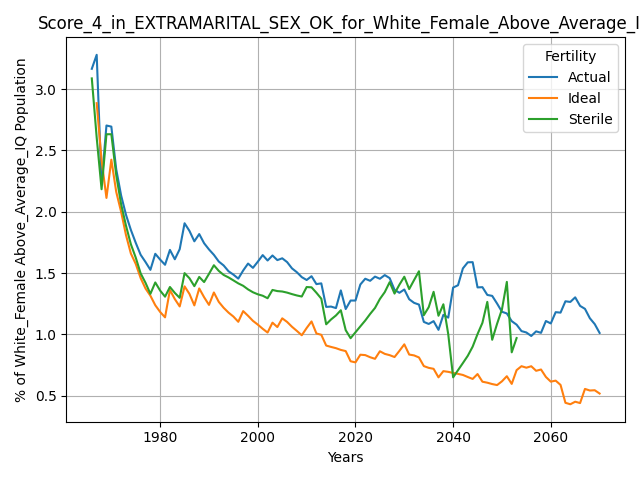 Score_4_in_EXTRAMARITAL_SEX_OK_for_White_Female_Above_Average_I
Fertility
Actual
Ideal
Sterile
% of White_Female Above_Average_IQ Population
3.0
2.5
2.0
1.5
1.0
0.5
1980 2000 2020 2040 2060
Years